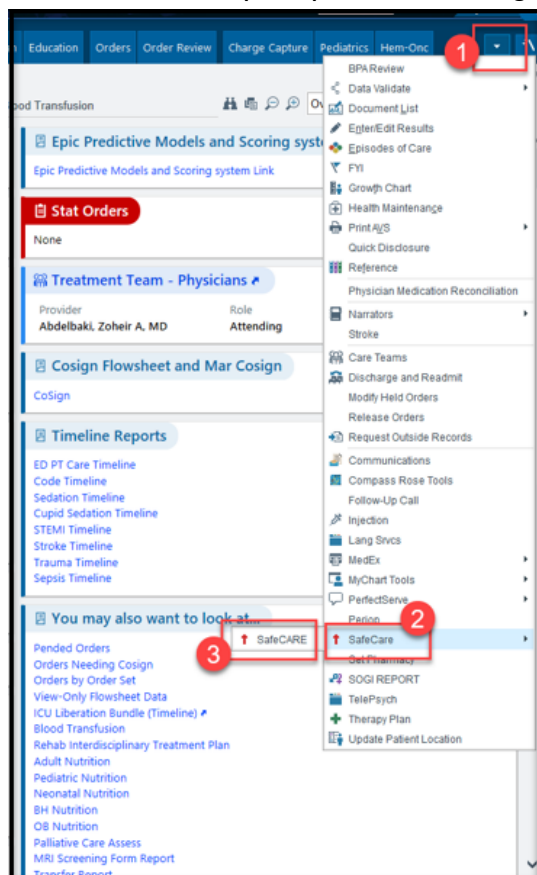 Education Orders Order Review Charge Capture Pediatrics Hem-Onc 1
od Transfusion
Epic Predictive Models and Scoring syst
Epic Predictive Models and Scoring system Link
Stat Orders
None
Treatment Team - Physicians
Provider Role
Abdelbaki, Zoheir A, MD Attending
Cosign Flowsheet and Mar Cosign
CoSign
Timeline Reports
ED PT Care Timeline
Code Timeline
Sedation Timeline
Cupid Sedation Timeline
STEMI Timeline
Stroke Timeline
Trauma Timeline
Sepsis Timeline
You may also want to look at...
Pended Orders
Orders Needing Cosign
Orders by Order Set
View-Only Flowsheet Data
ICU Liberation Bundle (Timeline)
Blood Transfusion
Rehab Interdisciplinary Treatment Plan
Adult Nutrition
Pediatric Nutrition
Neonatal Nutrition
BH Nutrition
OB Nutrition
Palliative Care Assess
MRI Screening Form Report
Transfer Report
BPA Review
Data Validate
Document List
Enter/Edit Results
Episodes of Care
FYI
Growth Chart
Health Maintenance
Print AVS
Quick Disclosure
Reference
Physician Medication Reconciliation
Narrators
Stroke
Care Teams
Discharge and Readmit
Modify Held Orders
Release Orders
Request Outside Records
Communications
Compass Rose Tools
Follow-Up Call
Injection
Lang Srvcs
MedEx
MyChart Tools
PerfectServe
2
SafeCare
3 SafeCARE
Set Pharmacy
SOGI REPORT
TelePsych
Therapy Plan
Update Patient Location